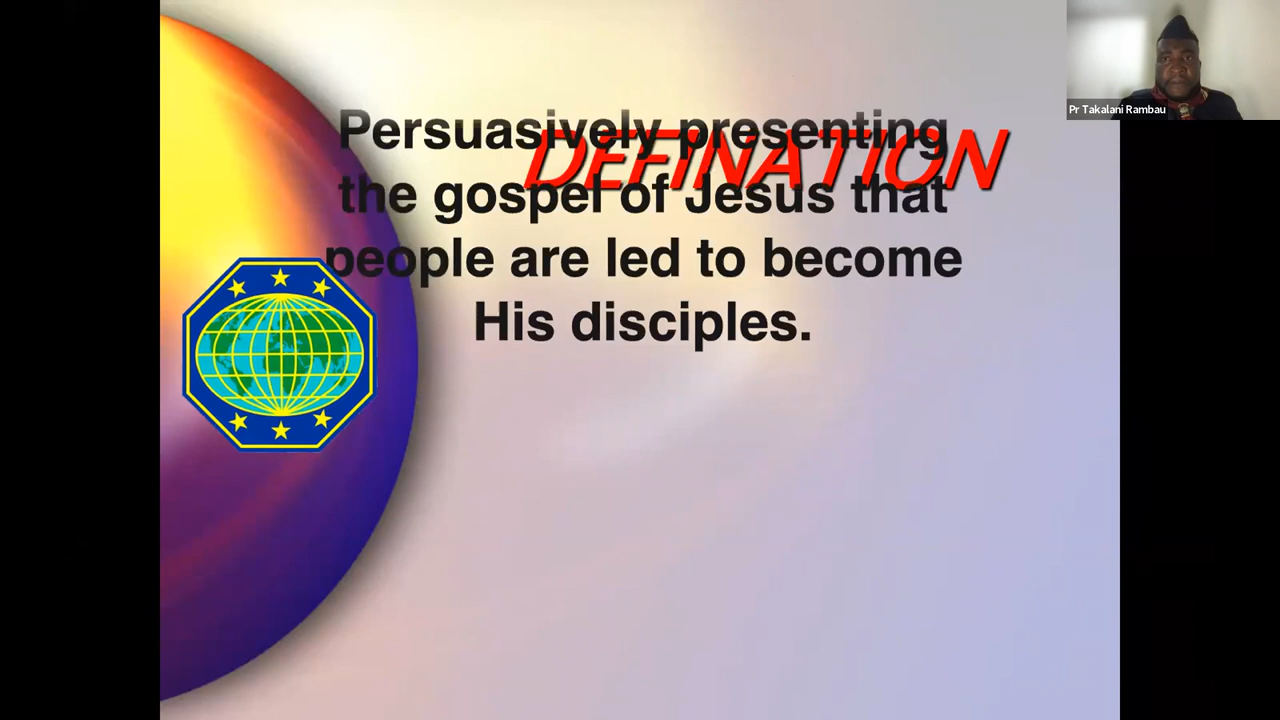 Persuasively presenting
DEFINATION
the gospel of Jesus that
people are led to become
His disciples.
Pr Takalani Rambau